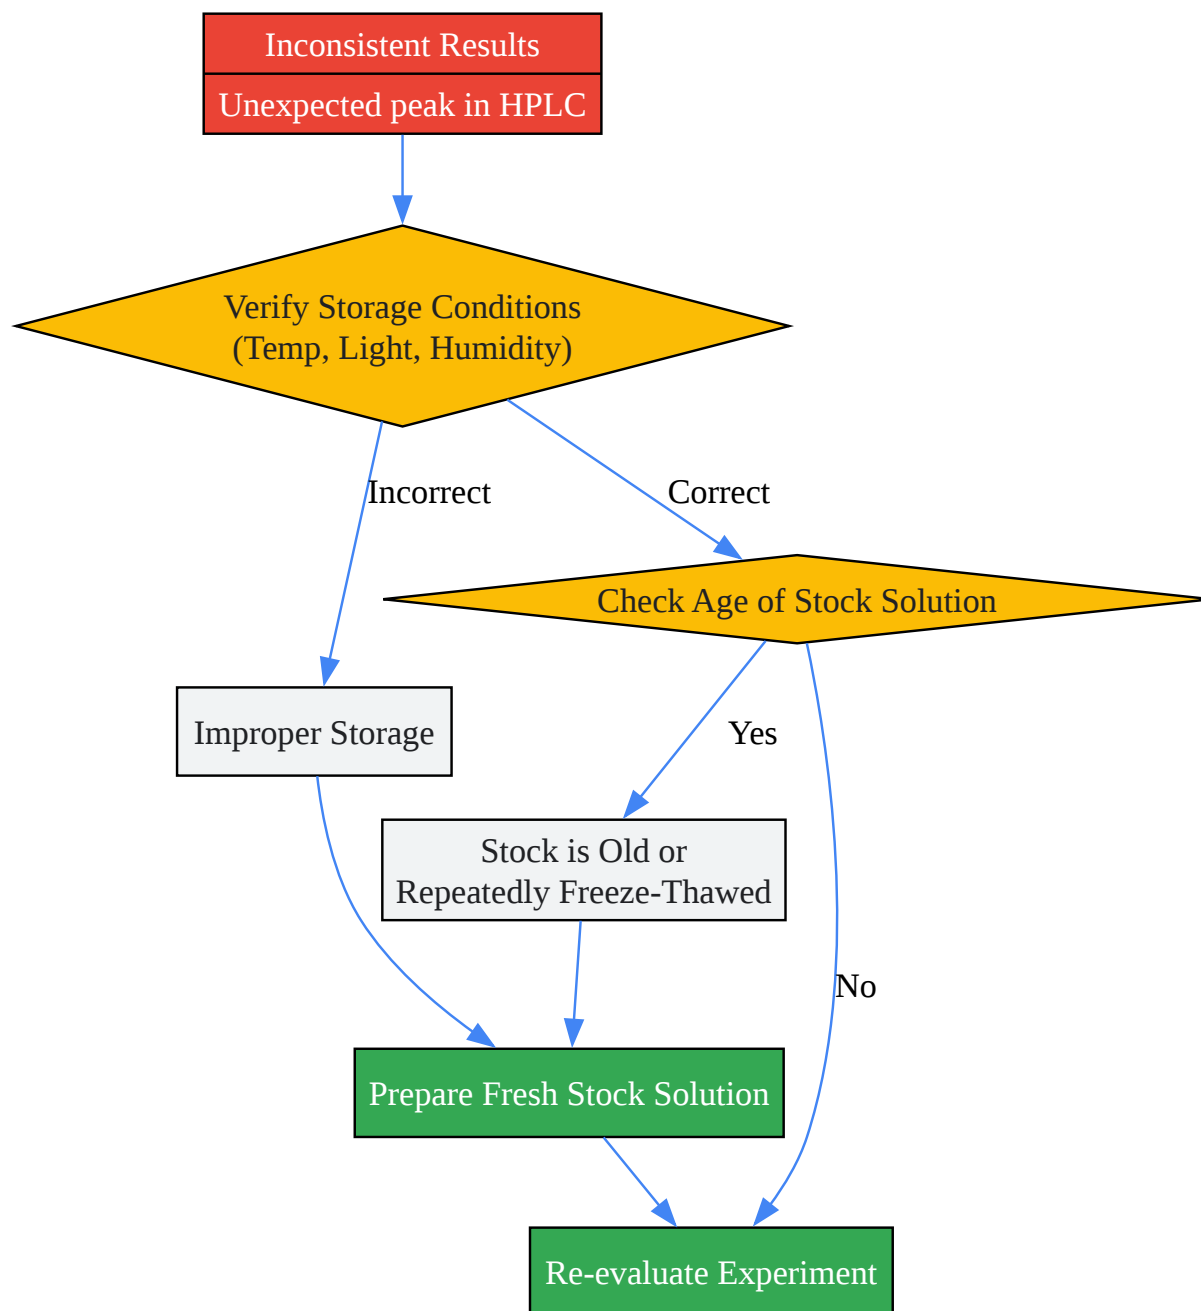 Inconsistent Results
Unexpected peak in HPLC
Verify Storage Conditions
(Temp, Light, Humidity)
Incorrect
Correct
Check Age of Stock Solution
Improper Storage
Yes
Stock is Old or
Repeatedly Freeze-Thawed
No
Prepare Fresh Stock Solution
Re-evaluate Experiment